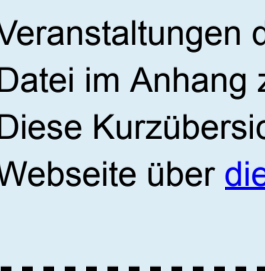 Veranstaltungen d
Datei im Anhang z
Diese Kurzübersic
Webseite über die